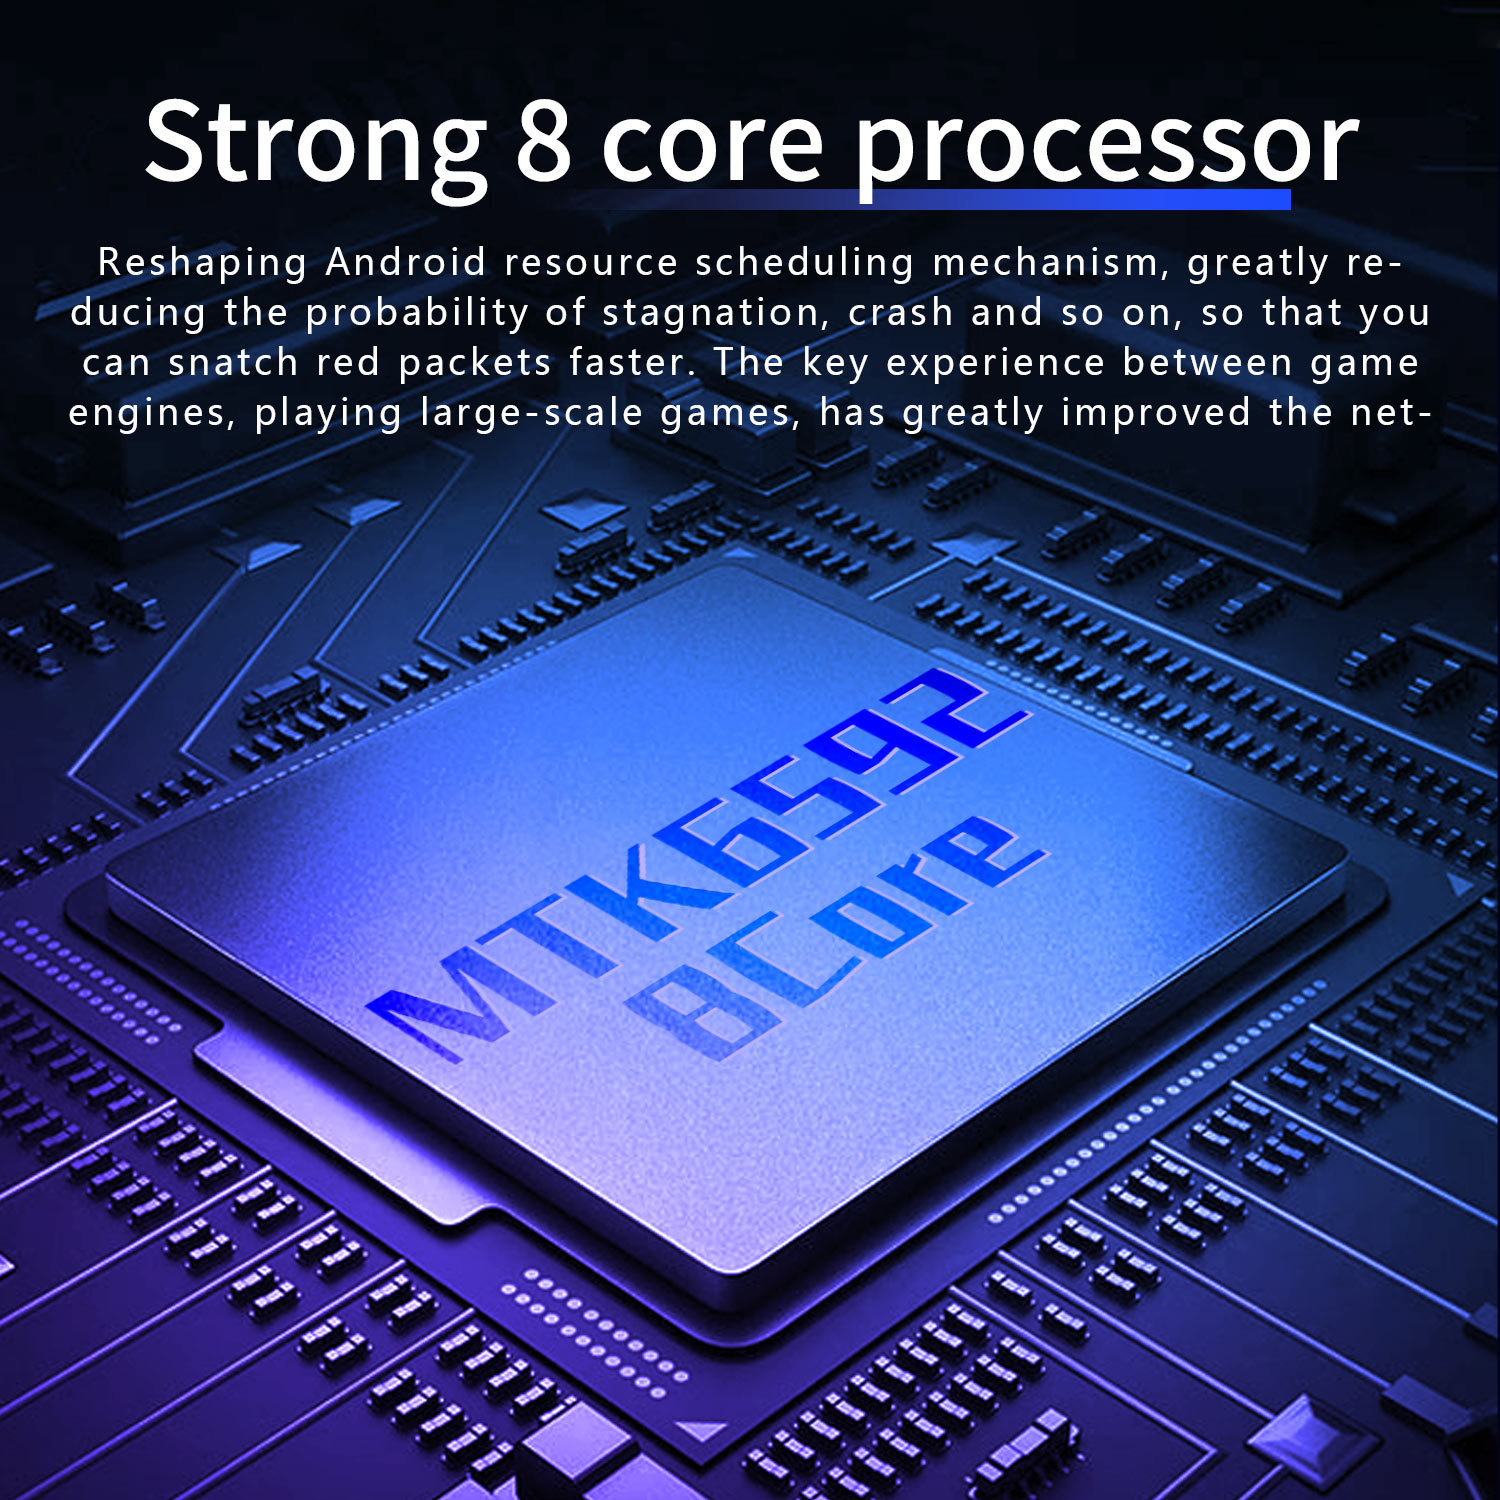 Strong 8 core processor
Reshaping Android resource scheduling mechanism, greatly re-
ducing the probability of stagnation, crash and so on, so that you
can snatch red packets faster. The key experience between game
engines, playing large-scale games, has greatly improved the net-
MTK6592
8Core